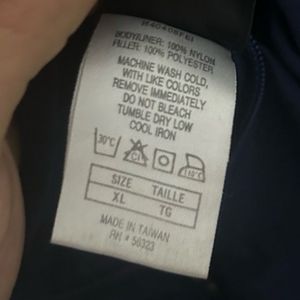 BODY/LINER: 100% NYLON
FILLER: 100% POLYESTER
MACHINE WASH COLD,
WITH LIKE COLORS
REMOVE IMMEDIATELY
DO NOT BLEACH
TUMBLE DRY LOW
COOL IRON
30°C CL 110°C
SIZE TAILLE
XL TG
MADE IN TAIWAN
RN # 56323